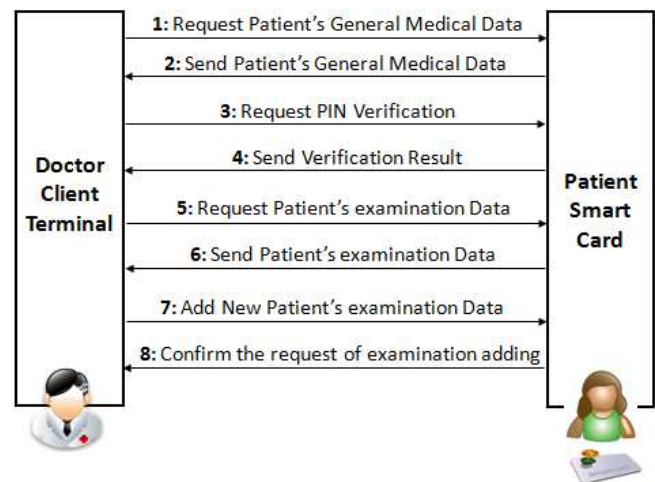 1: Request Patient's General Medical Data
2: Send Patient's General Medical Data
3: Request PIN Verification
4: Send Verification Result
5: Request Patient's examination Data
6: Send Patient's examination Data
7: Add New Patient's examination Data
8: Confirm the request of examination adding
Doctor
Client
Terminal
Patient
Smart
Card